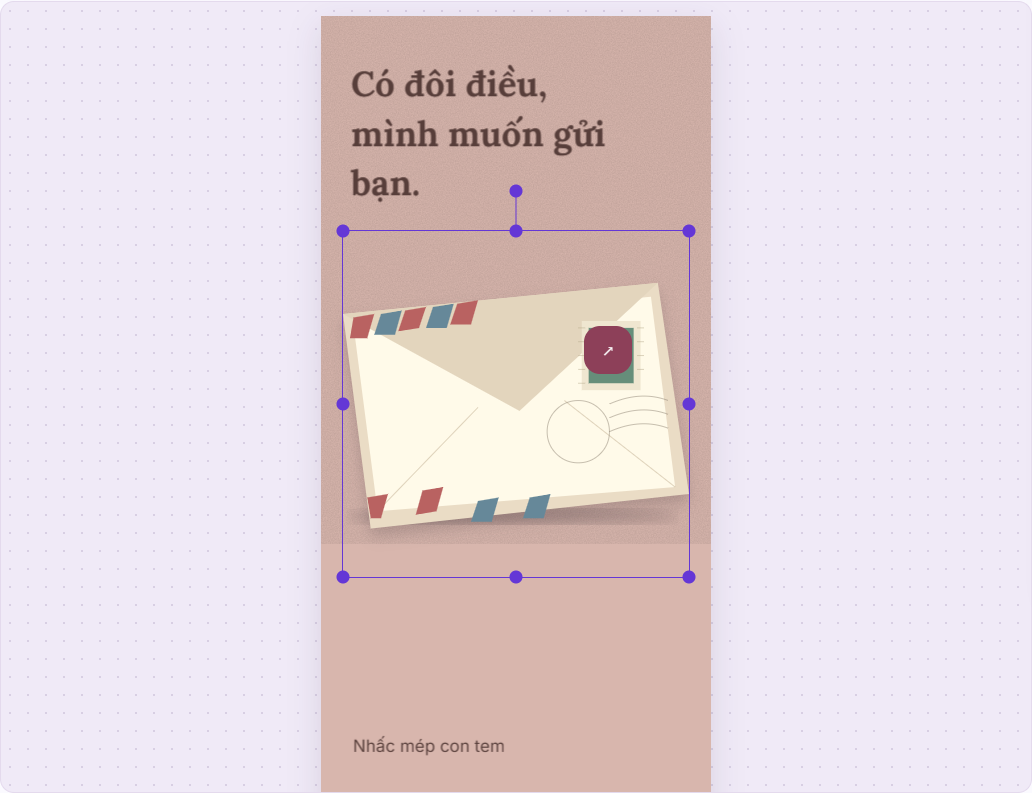 Có đôi điều,
mình muốn gửi
bạn.
Nhấc mép con tem